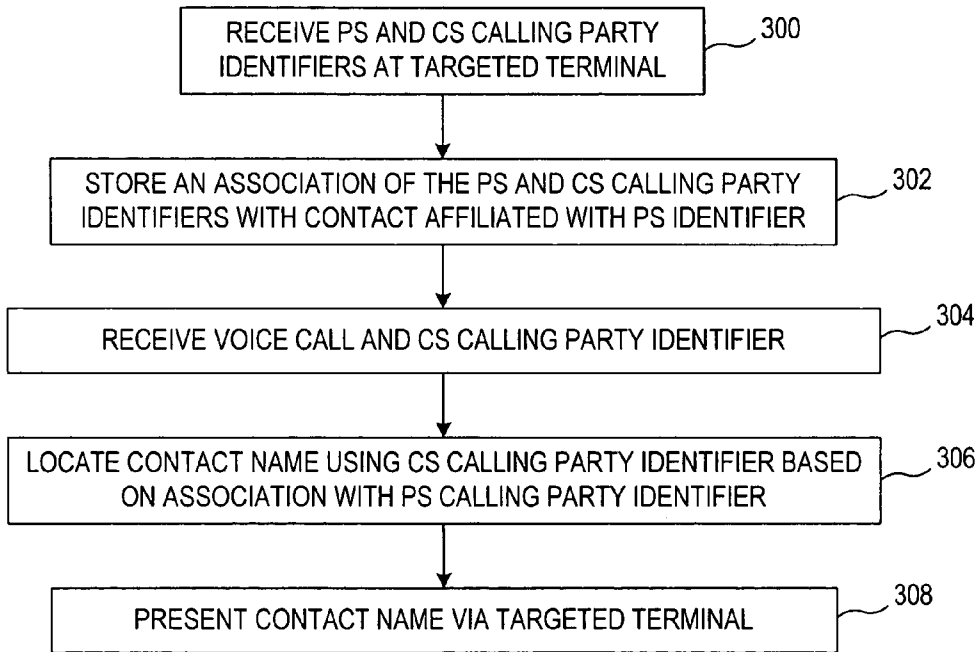 RECEIVE PS AND CS CALLING PARTY
IDENTIFIERS AT TARGETED TERMINAL
300
STORE AN ASSOCIATION OF THE PS AND CS CALLING PARTY
IDENTIFIERS WITH CONTACT AFFILIATED WITH PS IDENTIFIER
302
RECEIVE VOICE CALL AND CS CALLING PARTY IDENTIFIER
304
LOCATE CONTACT NAME USING CS CALLING PARTY IDENTIFIER BASED
ON ASSOCIATION WITH PS CALLING PARTY IDENTIFIER
306
PRESENT CONTACT NAME VIA TARGETED TERMINAL
308